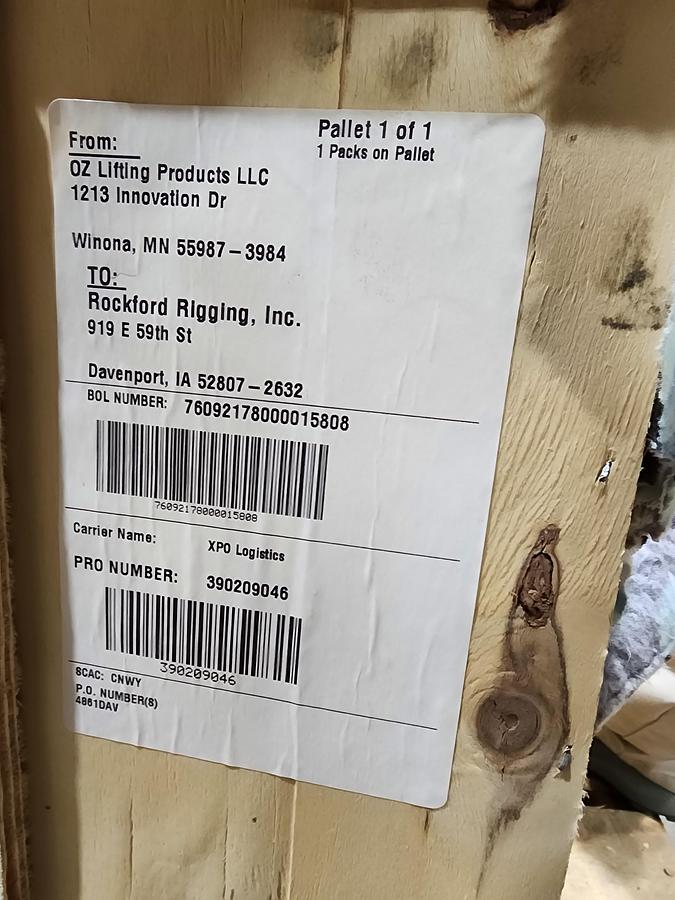 From:
Pallet 1 of 1
1 Packs on Pallet
OZ Lifting Products LLC
1213 Innovation Dr
Winona, MN 55987-3984
TO:
Rockford Rigging, Inc.
919 E 59th St
Davenport, IA 52807-2632
BOL NUMBER: 76092178000015808
76092178000015808
Carrier Name: XPO Logistics
PRO NUMBER: 390209046
390209046
SCAC: CNWY
P.O. NUMBER(S)
4861DAV